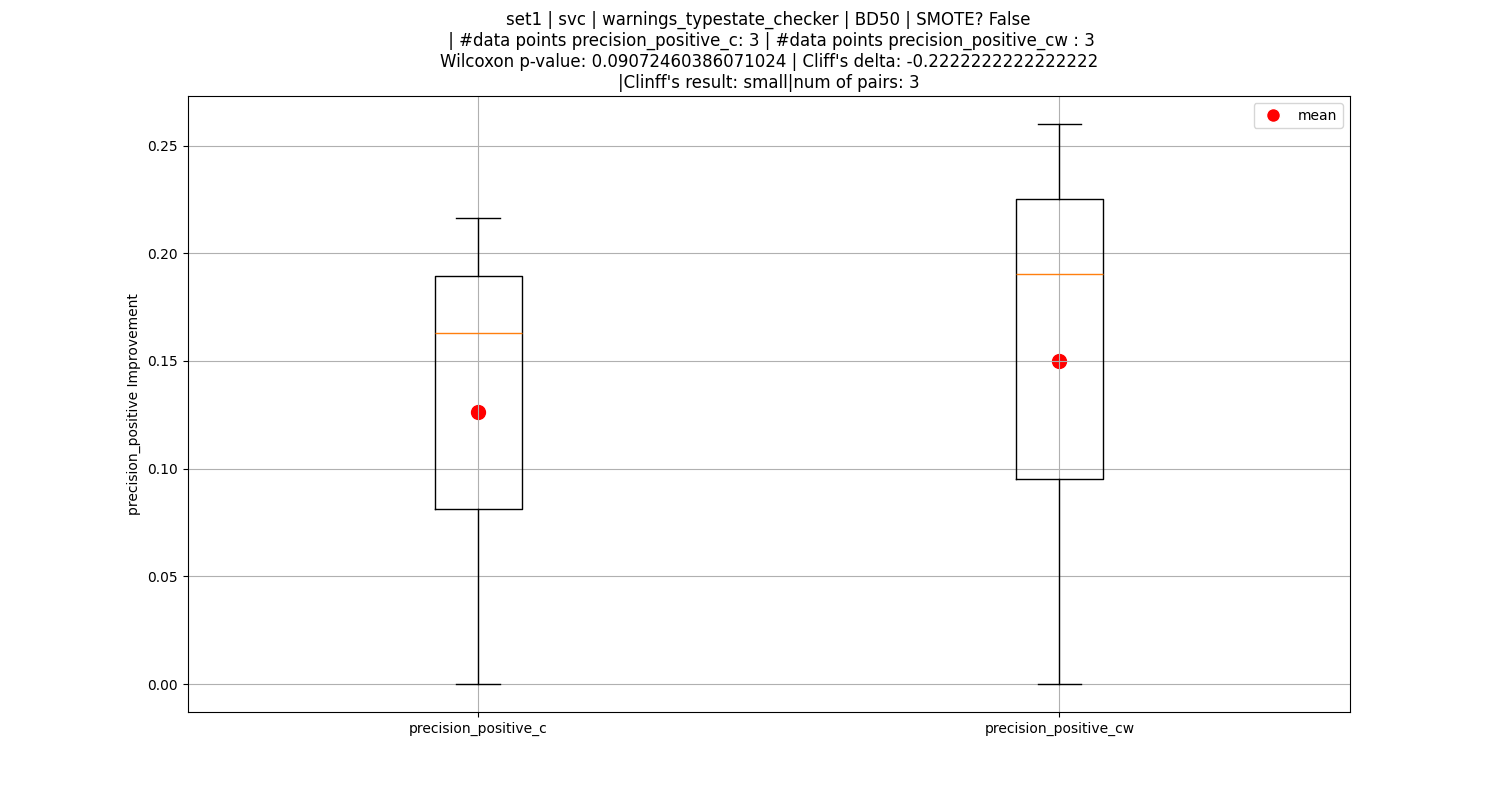 set1 | svc | warnings_typestate_checker | BD50 | SMOTE? False
| #data points precision_positive_c: 3 | #data points precision_positive_cw : 3
Wilcoxon p-value: 0.09072460386071024 | Cliff's delta: -0.2222222222222222
|Clinff's result: small|num of pairs: 3
mean
0.25
0.20
0.15
0.10
0.05
0.00
precision_positive Improvement
precision_positive_c
precision_positive_cw